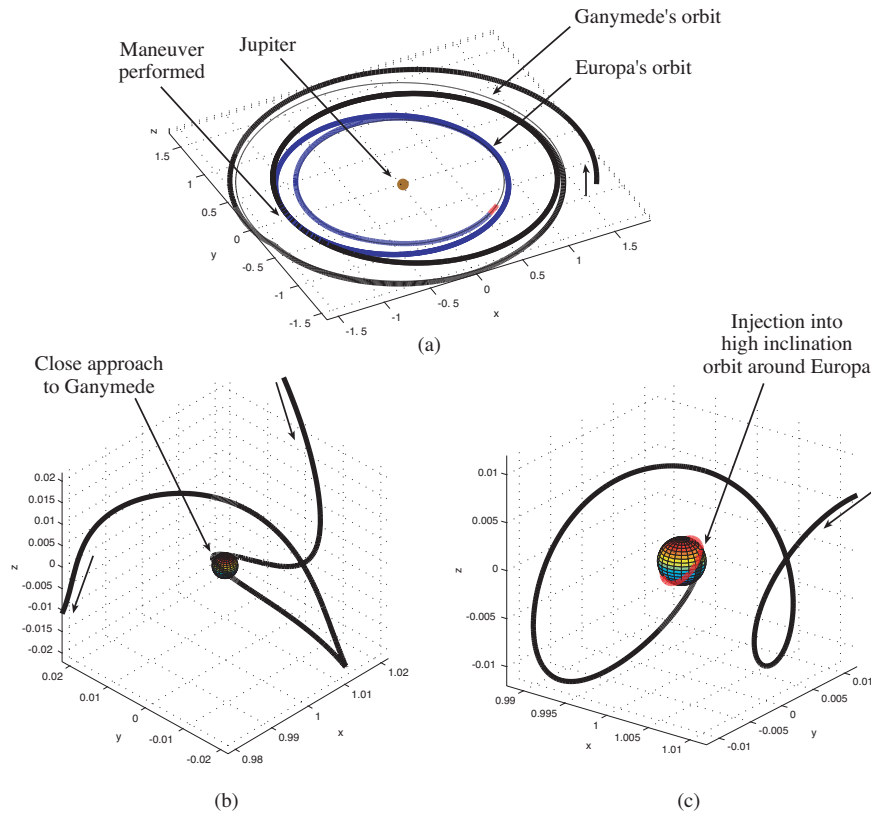 Ganymede's orbit
Jupiter
Maneuver
performed
Europa's orbit
z
1.5
1
0.5
0
-0.5
-1
-1. 5
y
-1. 5
-1
-0. 5
0
0.5
1
1.5
x
(a)
Close approach
to Ganymede
0.02
0.015
0.01
0.005
0
-0.005
-0.01
-0.015
-0.02
z
0.02
0.01
0
-0.01
-0.02
y
0.98
0.99
1
1.01
1.02
x
(b)
Injection into
high inclination
orbit around Europa
0.01
0.005
0
-0.005
-0.01
z
0.99
0.995
1
1.005
1.01
x
-0.01
-0.005
0
0.005
0.01
y
(c)